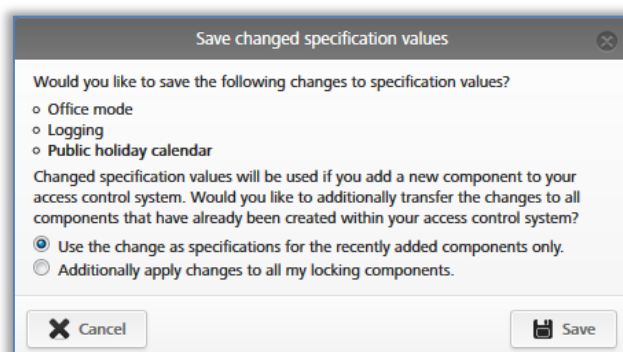 Save changed specification values
Would you like to save the following changes to specification values?
Office mode
Logging
Public holiday calendar
Changed specification values will be used if you add a new component to your
access control system. Would you like to additionally transfer the changes to all
components that have already been created within your access control system?
Use the change as specifications for the recently added components only.
Additionally apply changes to all my locking components.
Cancel
Save